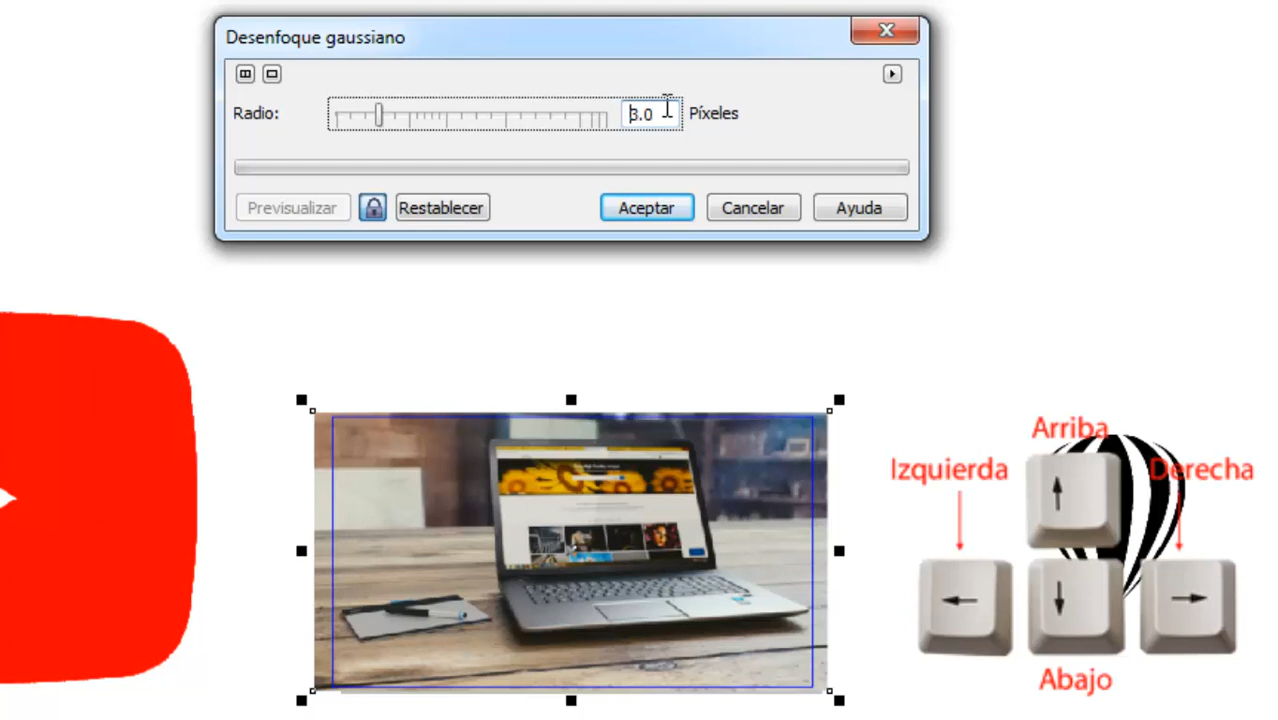 Desenfoque gaussiano
Radio: 3.0 Píxeles
Previsualizar Restablecer Aceptar Cancelar Ayuda
Arriba
Izquierda Derecha
Abajo